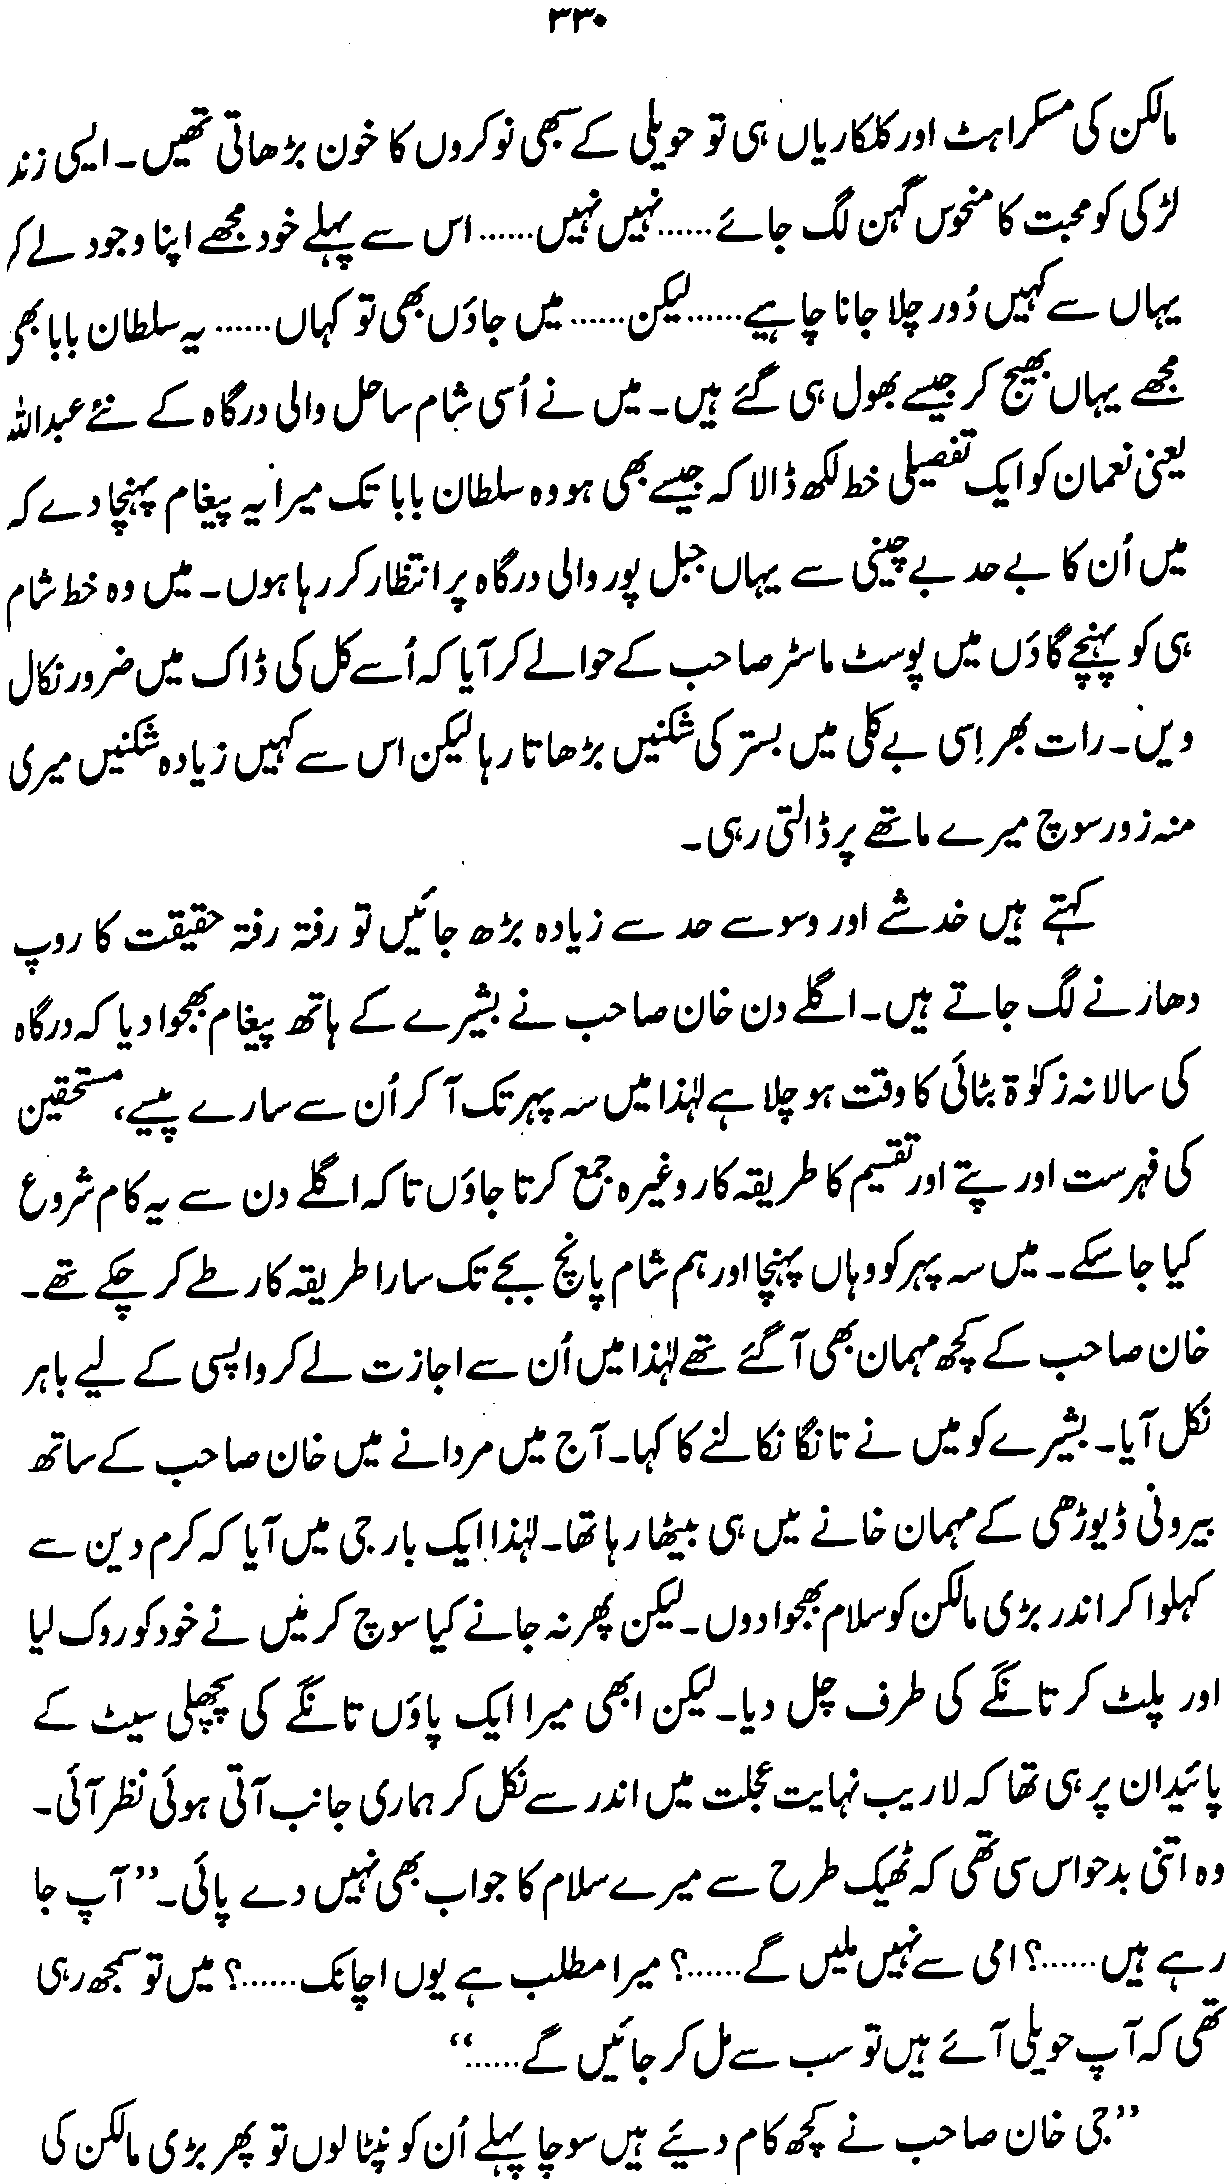 ۳۳۰
مالکن کی مسکراہٹ اور کلکاریاں ہی تو حویلی کے سبھی نوکروں کا خون بڑھاتی تھیں۔ ایسی زند
لڑکی کو محبت کا منحوس گہن لگ جائے...... نہیں نہیں...... اس سے پہلے خود مجھے اپنا وجود لے کر
یہاں سے کہیں دُور چلا جانا چاہیے...... لیکن...... میں جاؤں بھی تو کہاں...... یہ سلطان بابا بھی
مجھے یہاں بھیج کر جیسے بھول ہی گئے ہیں۔ میں نے اُسی شام ساحل والی درگاہ کے نئے عبداللہ
یعنی نعمان کو ایک تفصیلی خط لکھ ڈالا کہ جیسے بھی ہو وہ سلطان بابا تک میرا یہ پیغام پہنچا دے کہ
میں اُن کا بے حد بے چینی سے یہاں جبل پور والی درگاہ پر انتظار کر رہا ہوں۔ میں وہ خط شام
ہی کو پہنچے گاؤں میں پوسٹ ماسٹر صاحب کے حوالے کر آیا کہ اُسے کل کی ڈاک میں ضرور نکال
دیں۔ رات بھر اِسی بے کلی میں بستر کی شکنیں بڑھاتا رہا لیکن اس سے کہیں زیادہ شکنیں میری
منہ زور سوچ میرے ماتھے پر ڈالتی رہی۔
کہتے ہیں خدشے اور وسوسے حد سے زیادہ بڑھ جائیں تو رفتہ رفتہ حقیقت کا روپ
دھارنے لگ جاتے ہیں۔ اگلے دن خان صاحب نے بشیرے کے ہاتھ پیغام بھجوا دیا کہ درگاہ
کی سالانہ زکوٰۃ بٹائی کا وقت ہو چلا ہے لہٰذا میں سہ پہر تک آ کر اُن سے سارے پیسے، مستحقین
کی فہرست اور پتے اور تقسیم کا طریقہ کار وغیرہ جمع کرتا جاؤں تاکہ اگلے دن سے یہ کام شروع
کیا جا سکے۔ میں سہ پہر کو وہاں پہنچا اور ہم شام پانچ بجے تک سارا طریقہ کار طے کر چکے تھے۔
خان صاحب کے کچھ مہمان بھی آ گئے تھے لہٰذا میں اُن سے اجازت لے کر واپسی کے لیے باہر
نکل آیا۔ بشیرے کو میں نے تانگا نکالنے کا کہا۔ آج میں مردانے میں خان صاحب کے ساتھ
بیرونی ڈیوڑھی کے مہمان خانے میں ہی بیٹھا رہا تھا۔ لہٰذا ایک بار جی میں آیا کہ کرم دین سے
کہلوا کر اندر بڑی مالکن کو سلام بھجوا دوں۔ لیکن پھر نہ جانے کیا سوچ کر میں نے خود کو روک لیا
اور پلٹ کر تانگے کی طرف چل دیا۔ لیکن ابھی میرا ایک پاؤں تانگے کی پچھلی سیٹ کے
پائیدان پر ہی تھا کہ لاریب نہایت عجلت میں اندر سے نکل کر ہماری جانب آتی ہوئی نظر آئی۔
وہ اتنی بدحواس سی تھی کہ ٹھیک طرح سے میرے سلام کا جواب بھی نہیں دے پائی۔ ”آپ جا
رہے ہیں......؟ امی سے نہیں ملیں گے......؟ میرا مطلب ہے یوں اچانک......؟ میں تو سمجھ رہی
تھی کہ آپ حویلی آئے ہیں تو سب سے مل کر جائیں گے......“
”جی خان صاحب نے کچھ کام دیئے ہیں سوچا پہلے اُن کو نپٹا لوں تو پھر بڑی مالکن کی